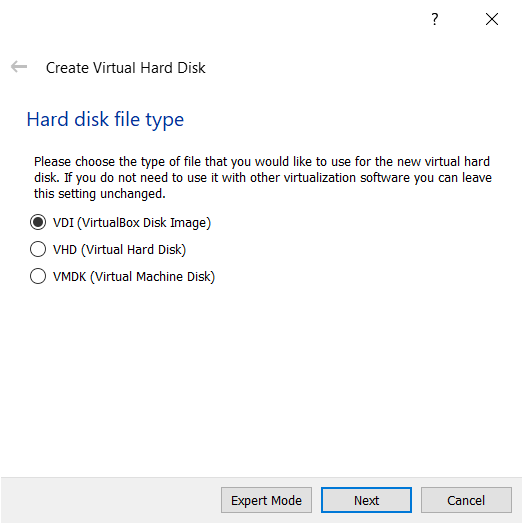 ?
Create Virtual Hard Disk
Hard disk file type
Please choose the type of file that you would like to use for the new virtual hard
disk. If you do not need to use it with other virtualization software you can leave
this setting unchanged.
VDI (VirtualBox Disk Image)
VHD (Virtual Hard Disk)
VMDK (Virtual Machine Disk)
Expert Mode Next Cancel